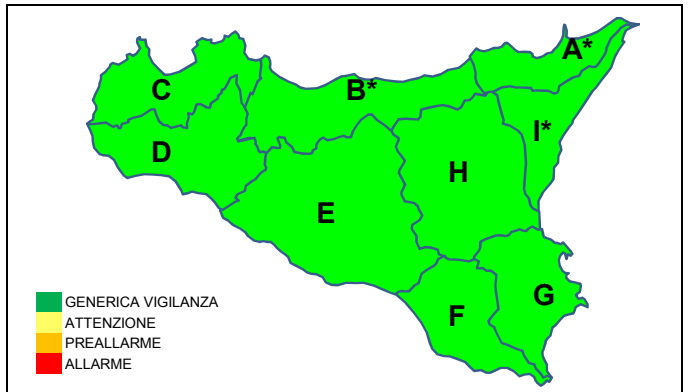 A*
B*
C
I*
D
H
E
G
F
GENERICA VIGILANZA
ATTENZIONE
PREALLARME
ALLARME